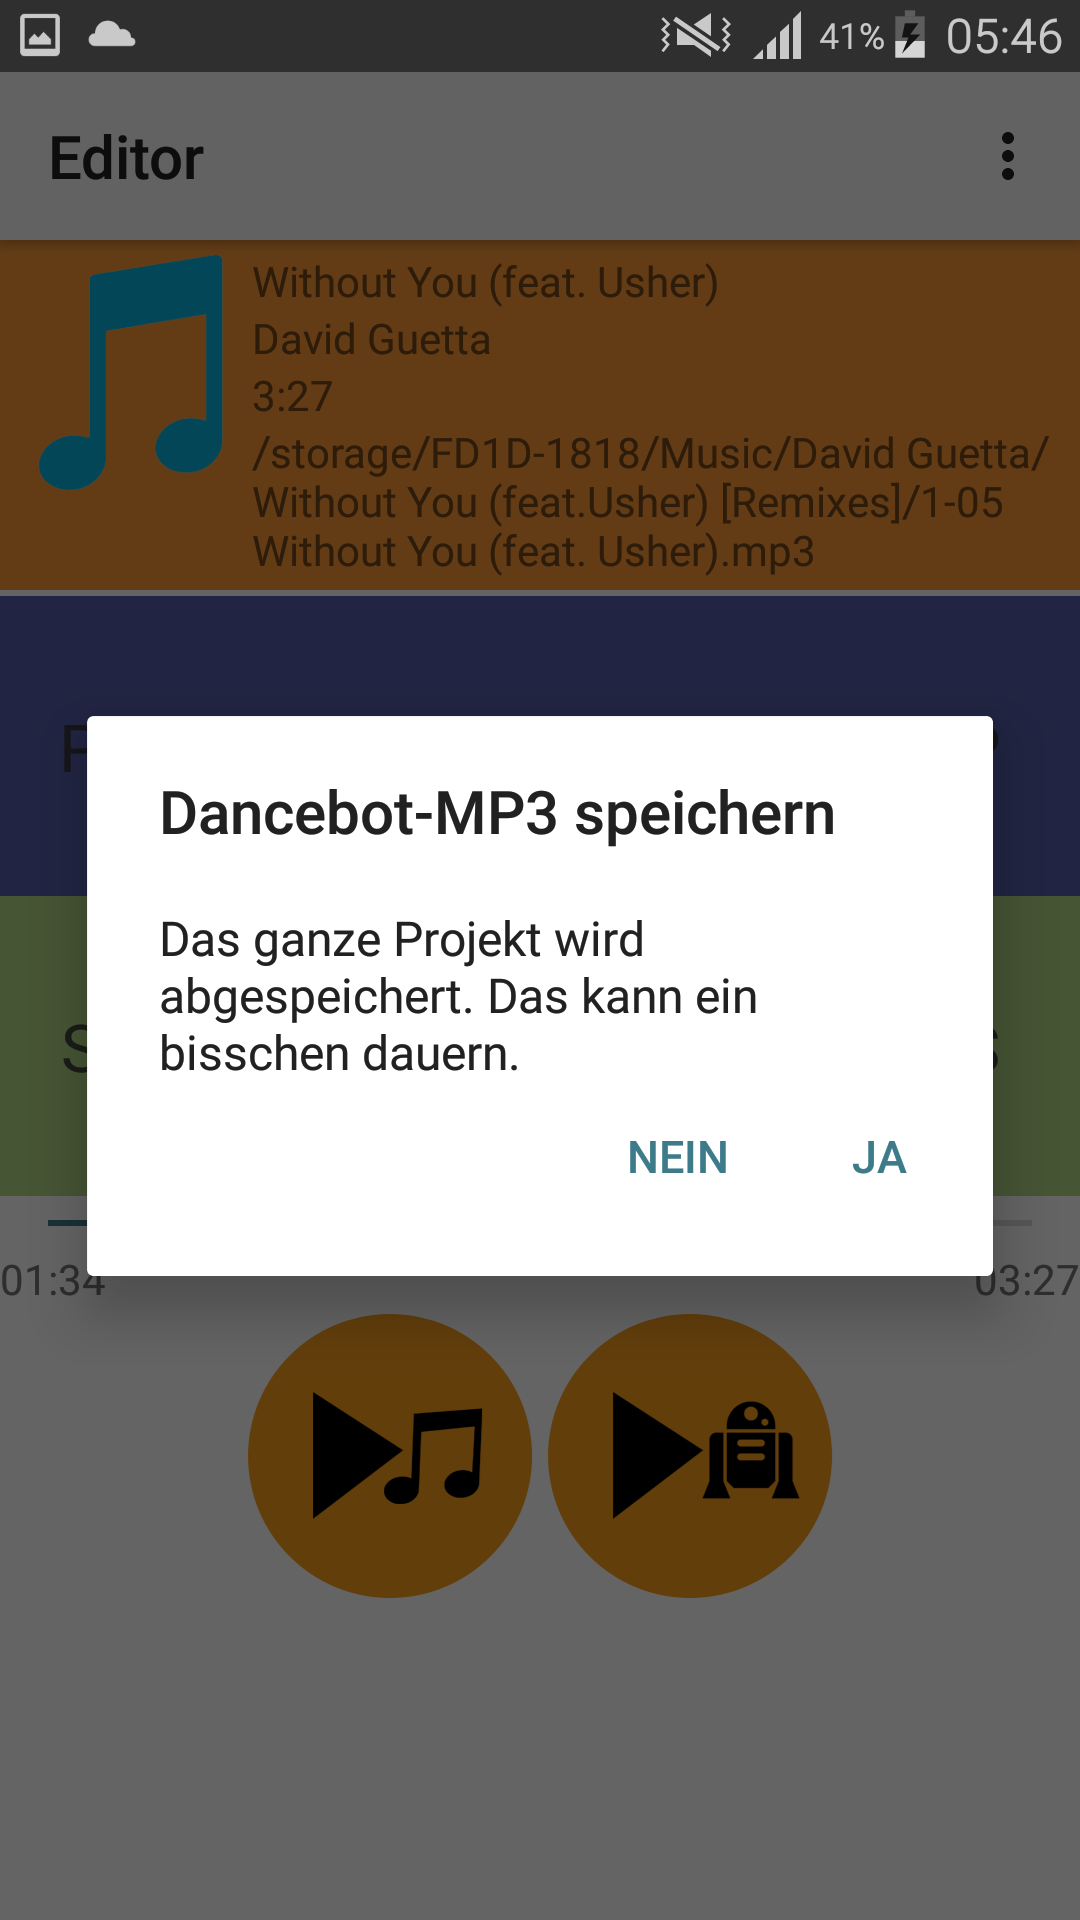 41% 05:46
Editor
Without You (feat. Usher)
David Guetta
3:27
/storage/FD1D-1818/Music/David Guetta/
Without You (feat.Usher) [Remixes]/1-05
Without You (feat. Usher).mp3
Dancebot-MP3 speichern
Das ganze Projekt wird
abgespeichert. Das kann ein
bisschen dauern.
NEIN JA
01:34 03:27